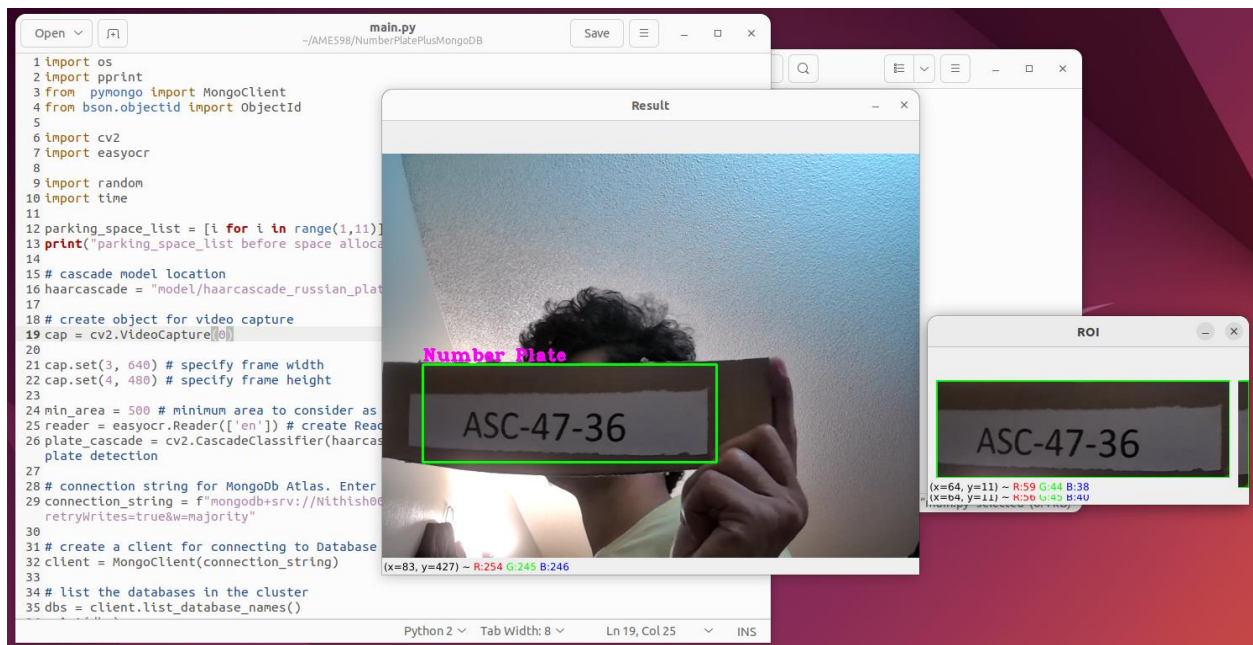 Open
main.py
~/AME598/NumberPlatePlusMongoDB
Save
1 import os
2 import pprint
3 from  pymongo import MongoClient
4 from bson.objectid import ObjectId
5
6 import cv2
7 import easyocr
8
9 import random
10 import time
11
12 parking_space_list = [i for i in range(1,11)]
13 print("parking_space_list before space alloca
14
15 # cascade model location
16 haarcascade = "model/haarcascade_russian_plat
17
18 # create object for video capture
19 cap = cv2.VideoCapture(0)
20
21 cap.set(3, 640) # specify frame width
22 cap.set(4, 480) # specify frame height
23
24 min_area = 500 # minimum area to consider as
25 reader = easyocr.Reader(['en']) # create Read
26 plate_cascade = cv2.CascadeClassifier(haarcas
plate detection
27
28 # connection string for MongoDb Atlas. Enter
29 connection_string = f"mongodb+srv://Nithish00
retryWrites=true&w=majority"
30
31 # create a client for connecting to Database
32 client = MongoClient(connection_string)
33
34 # list the databases in the cluster
35 dbs = client.list_database_names()
Python 2
Tab Width: 8
Ln 19, Col 25
INS
Result
Number Plate
ASC-47-36
(x=83, y=427) ~ R:254 G:245 B:246
ROI
ASC-47-36
(x=64, y=11) ~ R:59 G:44 B:38
(x=64, y=11) ~ R:56 G:45 B:40